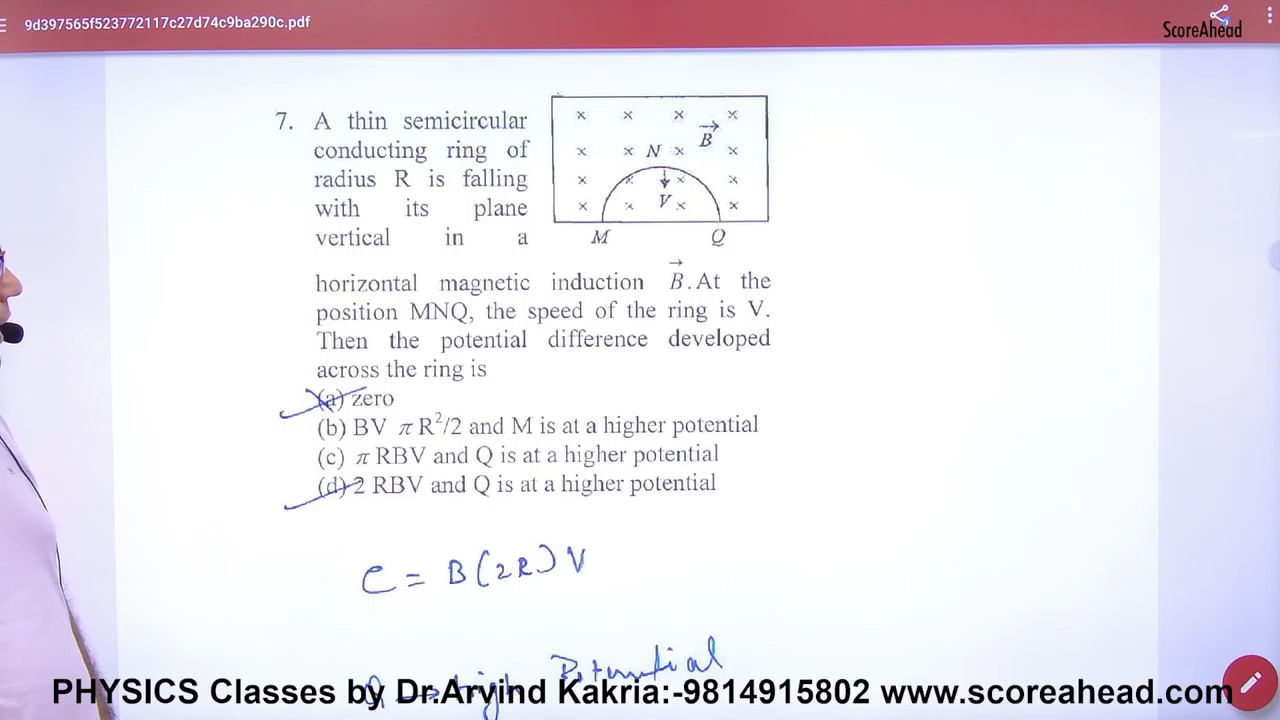 9d397565f523772117c27d74c9ba290c.pdf
ScoreAhead
7. A thin semicircular
conducting ring of
radius R is falling
with its plane
vertical in a
horizontal magnetic induction B⃗. At the
position MNQ, the speed of the ring is V.
Then the potential difference developed
across the ring is
(a) zero
(b) BV π R²/2 and M is at a higher potential
(c) π RBV and Q is at a higher potential
(d) 2 RBV and Q is at a higher potential
× × × ×
B⃗
× × N × ×
× × × ×
× × V × ×
M Q
e = B(2R)V
Q → High Potential
PHYSICS Classes by Dr.Arvind Kakria:-9814915802 www.scoreahead.com